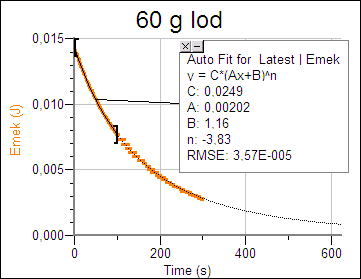 60 g lod
Auto Fit for Latest | Emek
v = C*(Ax+B)^n
C: 0,0249
A: 0,00202
B: 1,16
n: -3,83
RMSE: 3,57E-005
Emek (J)
0,015
0,010
0,005
0,000
0
200
400
600
Time (s)